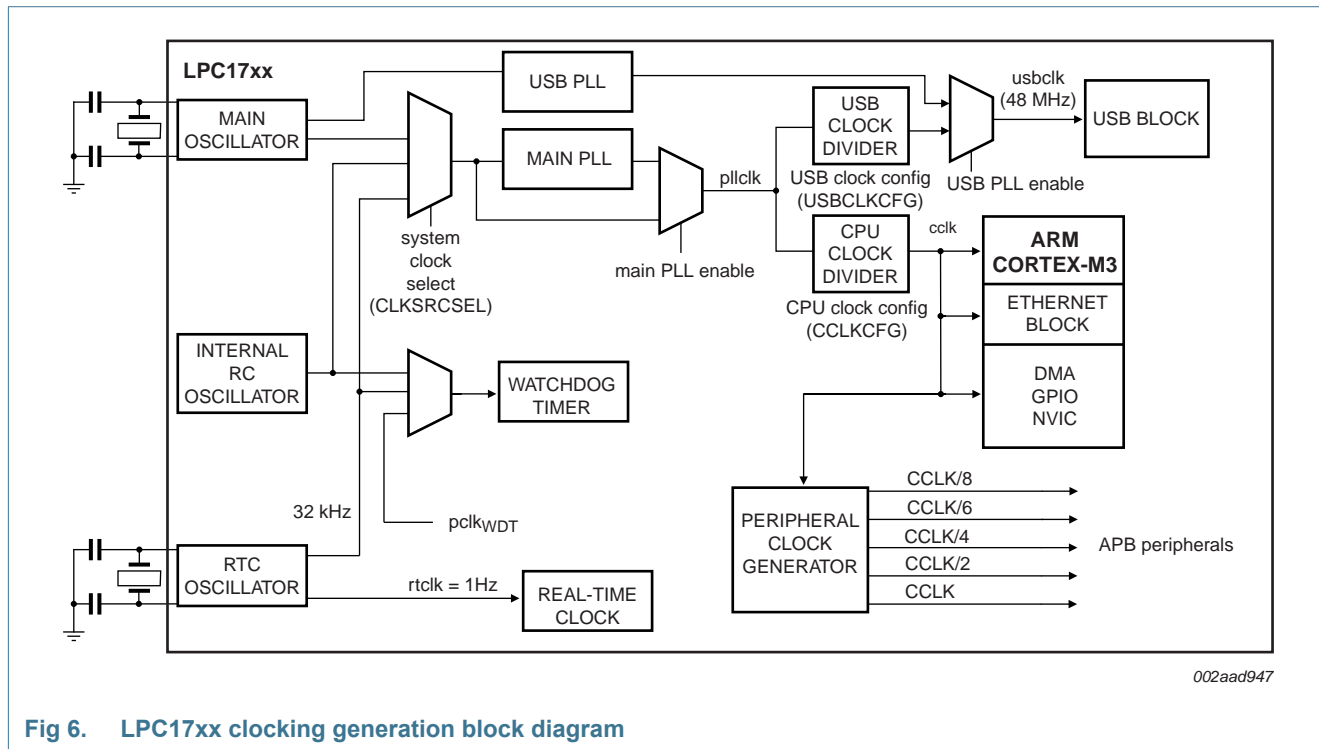 LPC17xx
MAIN
OSCILLATOR
USB PLL
MAIN PLL
system
clock
select
(CLKSRCSEL)
main PLL enable
pllclk
USB
CLOCK
DIVIDER
USB clock config
(USBCLKCFG)
usbclk
(48 MHz)
USB BLOCK
USB PLL enable
CPU
CLOCK
DIVIDER
CPU clock config
(CCLKCFG)
cclk
ARM
CORTEX-M3
ETHERNET
BLOCK
DMA
GPIO
NVIC
INTERNAL
RC
OSCILLATOR
WATCHDOG
TIMER
pclkWDT
32 kHz
RTC
OSCILLATOR
rtclk = 1Hz
REAL-TIME
CLOCK
PERIPHERAL
CLOCK
GENERATOR
CCLK/8
CCLK/6
CCLK/4
CCLK/2
CCLK
APB peripherals
002aad947
Fig 6. LPC17xx clocking generation block diagram